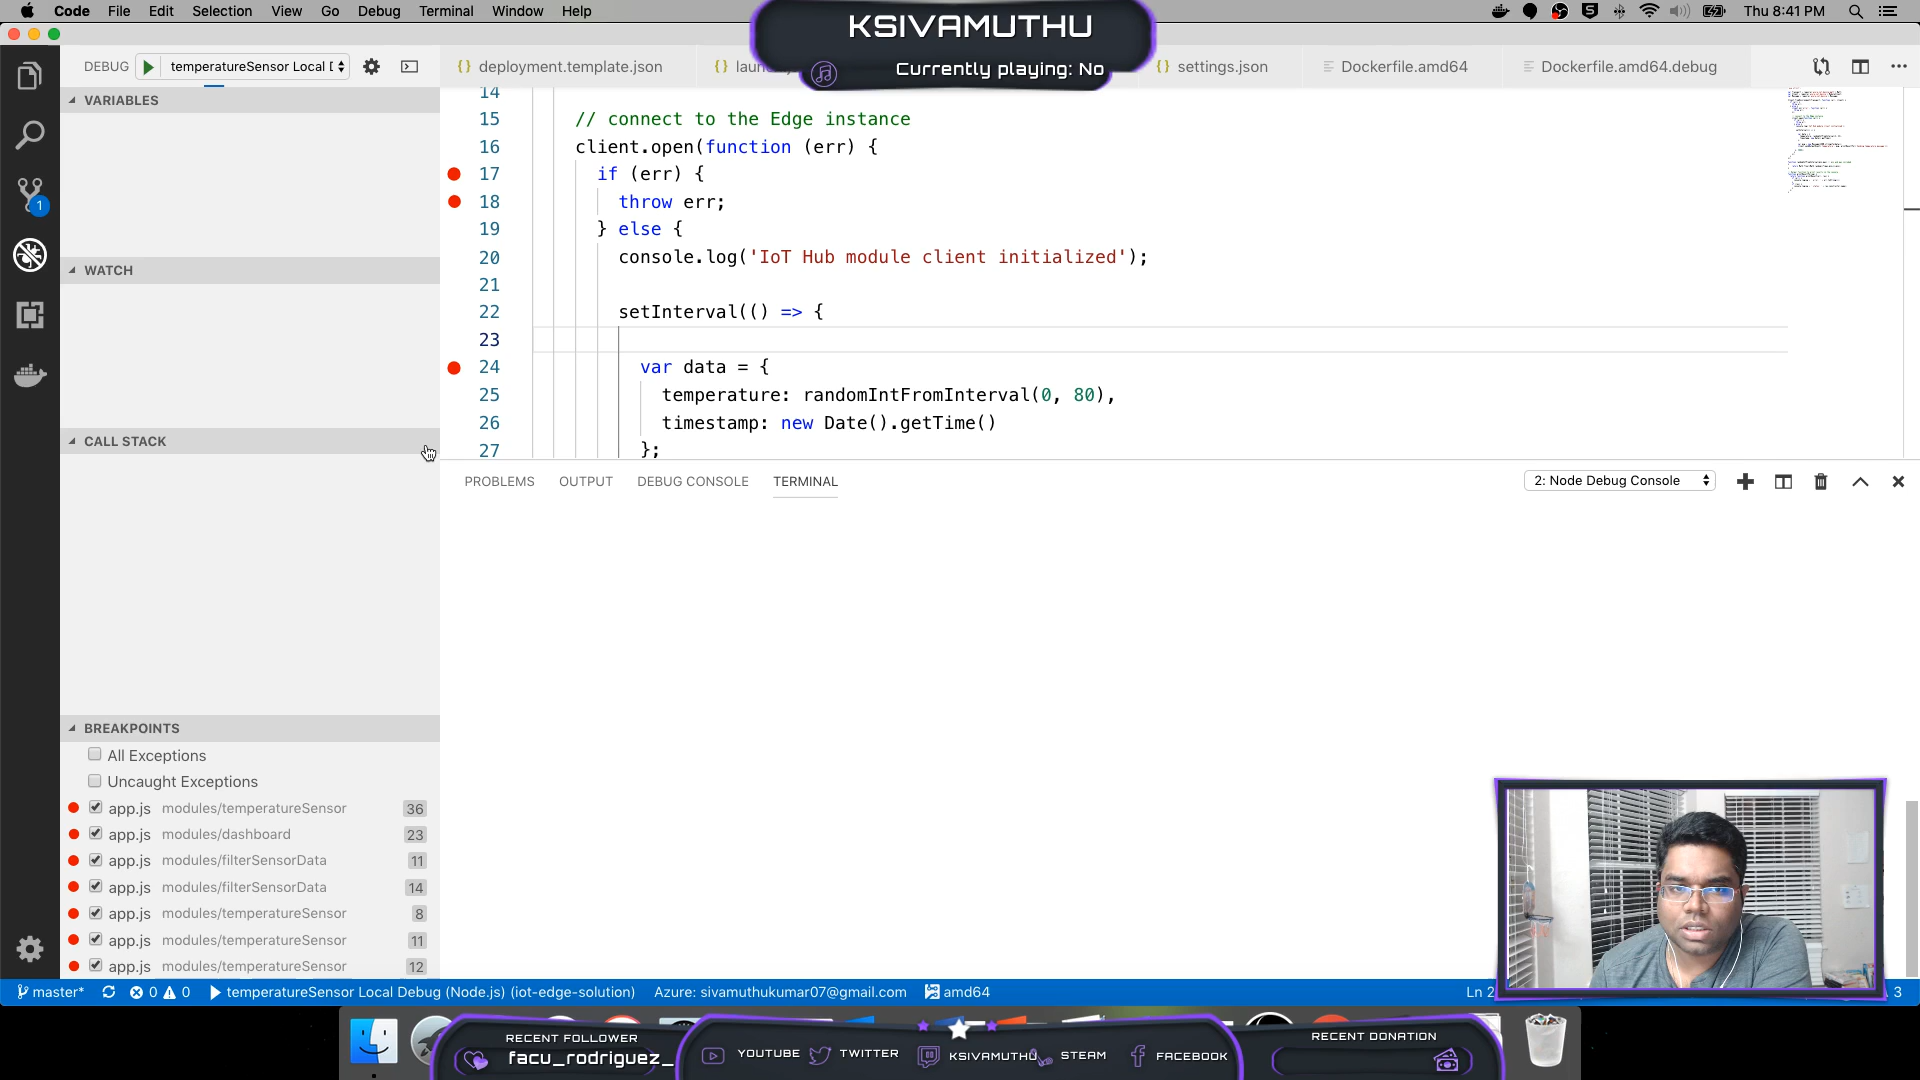 Code File Edit Selection View Go Debug Terminal Window Help
Thu 8:41 PM
KSIVAMUTHU
Currently playing: No
DEBUG temperatureSensor Local
deployment.template.json
settings.json
Dockerfile.amd64
Dockerfile.amd64.debug
VARIABLES
WATCH
CALL STACK
BREAKPOINTS
All Exceptions
Uncaught Exceptions
app.js modules/temperatureSensor 36
app.js modules/dashboard 23
app.js modules/filterSensorData 11
app.js modules/filterSensorData 14
app.js modules/temperatureSensor 8
app.js modules/temperatureSensor 11
app.js modules/temperatureSensor 12
1
14
15 // connect to the Edge instance
16 client.open(function (err) {
17 if (err) {
18 throw err;
19 } else {
20 console.log('IoT Hub module client initialized');
21
22 setInterval(() => {
23
24 var data = {
25 temperature: randomIntFromInterval(0, 80),
26 timestamp: new Date().getTime()
27 };
PROBLEMS OUTPUT DEBUG CONSOLE TERMINAL
2: Node Debug Console
master* 0 0 temperatureSensor Local Debug (Node.js) (iot-edge-solution) Azure: sivamuthukumar07@gmail.com amd64
Ln 2
3
RECENT FOLLOWER
facu_rodriguez_
YOUTUBE TWITTER KSIVAMUTHU STEAM FACEBOOK
RECENT DONATION